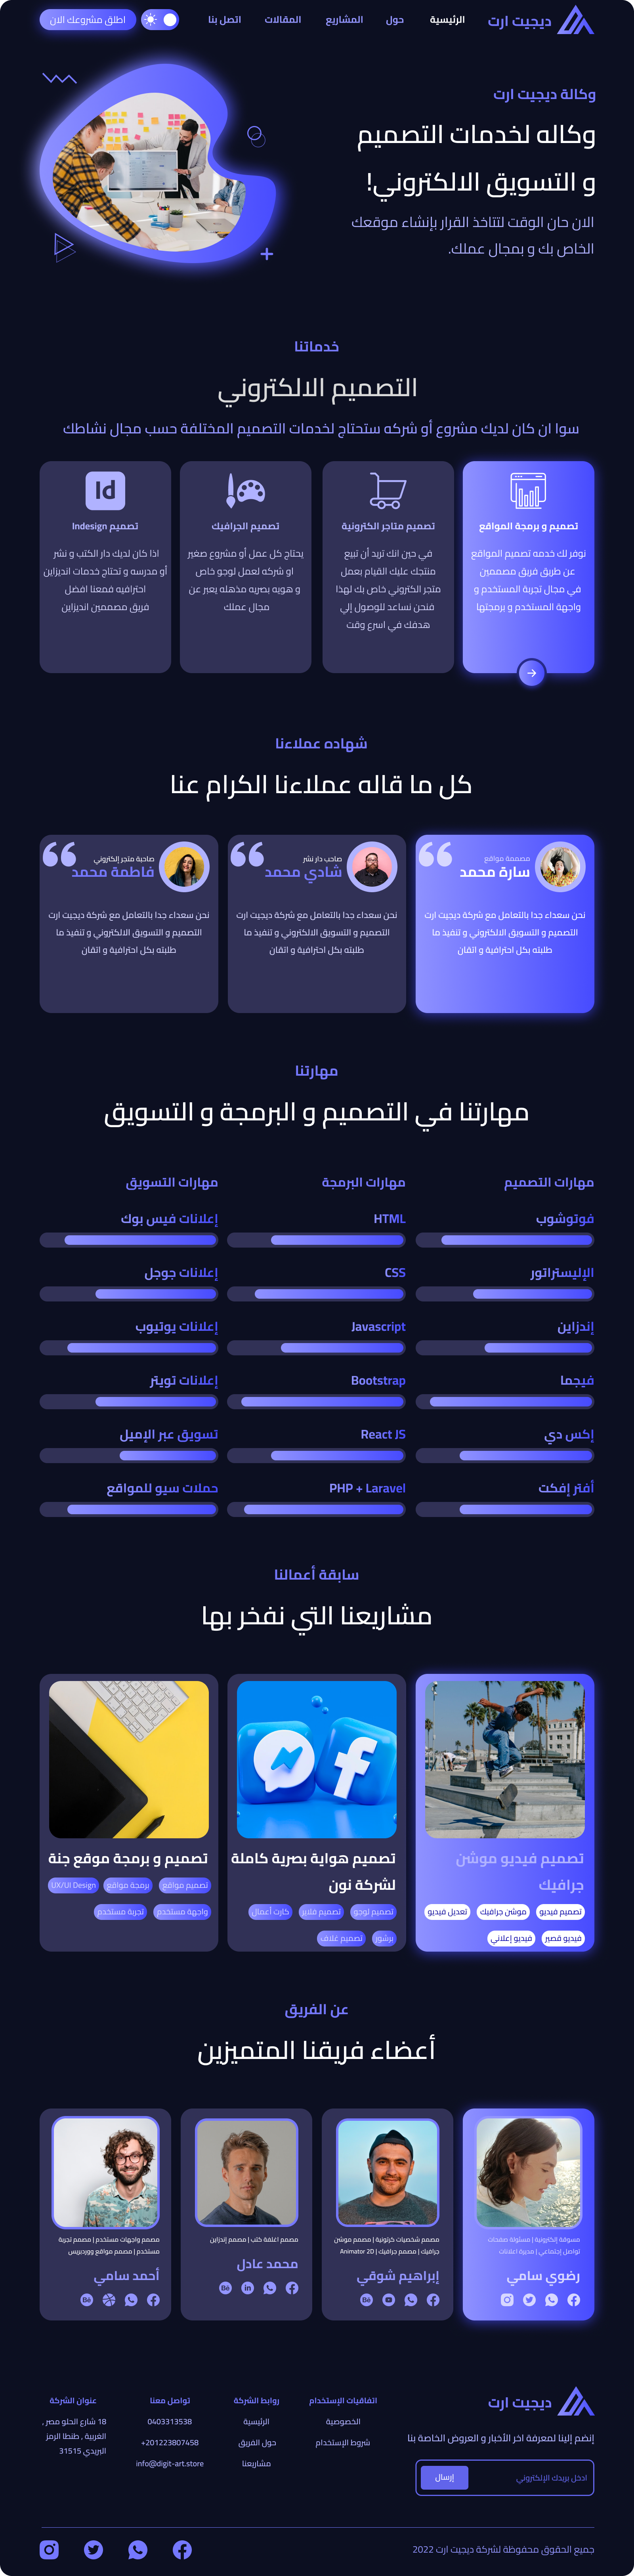 ديجيت ارت
الرئيسية
حول
المشاريع
المقالات
اتصل بنا
اطلق مشروعك الان
وكالة ديجيت ارت
وكاله لخدمات التصميم
و التسويق الالكتروني!
الان حان الوقت لتتاخذ القرار بإنشاء موقعك
الخاص بك و بمجال عملك.
خدماتنا
التصميم الالكتروني
سوا ان كان لديك مشروع أو شركه ستحتاج لخدمات التصميم المختلفة حسب مجال نشاطك
تصميم و برمجة المواقع
نوفر لك خدمه تصميم المواقع
عن طرق فريق مصممين
في مجال تجربة المستخدم و
واجهة المستخدم و برمجتها
تصميم متاجر الكترونية
في حين انك تريد أن تبيع
منتجك عليك القيام بعمل
متجر الكتروني خاص بك لهذا
فنحن نساعد للتوصول إلي
هدفك في اسرع وقت
تصميم الجرافيك
يحتاج كل عمل أو مشروع صغير
او شركه لعمل لوجو خاص
و هويه بصريه مذهله يعبر عن
مجال عملك
Id
تصميم Indesign
اذا كان لديك دار الكتب و نشر
أو مدرسه و تحتاج خدمات انديزاين
احترافيه فمعنا افضل
فريق مصممين انديزاين
شهاده عملاءنا
كل ما قاله عملاءنا الكرام عنا
مصممة مواقع
سارة محمد
نحن سعداء جدا بالتعامل مع شركة ديجيت ارت
التصميم و التسويق الالكتروني و تنفيذ ما
طلبته بكل احترافية و اتقان
صاحب دار نشر
شادي محمد
نحن سعداء جدا بالتعامل مع شركة ديجيت ارت
التصميم و التسويق الالكتروني و تنفيذ ما
طلبته بكل احترافية و اتقان
صاحبة متجر إلكتروني
فاطمة محمد
نحن سعداء جدا بالتعامل مع شركة ديجيت ارت
التصميم و التسويق الالكتروني و تنفيذ ما
طلبته بكل احترافية و اتقان
مهارتنا
مهارتنا في التصميم و البرمجة و التسويق
مهارات التصميم
فوتوشوب
الإليستراتور
إندزاين
فيجما
إكس دي
أفتر إفكت
مهارات البرمجة
HTML
CSS
Javascript
Bootstrap
React JS
PHP + Laravel
مهارات التسويق
إعلانات فيس بوك
إعلانات جوجل
إعلانات يوتيوب
إعلانات تويتر
تسويق عبر الإميل
حملات سيو للمواقع
سابقة أعمالنا
مشاريعنا التي نفخر بها
تصميم فيديو موشن
جرافيك
تصميم فيديو
موشن جرافيك
تعديل فيديو
فيديو قصير
فيديو إعلاني
تصميم هواية بصرية كاملة
لشركة نون
تصميم لوجو
تصميم فلاير
كارت أعمال
برشور
تصميم غلاف
تصميم و برمجة موقع جنة
تصميم مواقع
برمجة مواقع
UX/UI Design
واجهة مستخدم
تجربة مستخدم
عن الفريق
أعضاء فريقنا المتميزين
مسوقة إلكترونية | مسئولة صفحات
تواصل إجتماعي | مديرة اعلانات
رضوي سامي
مصمم شخصيات كرتونية | مصمم موشن
جرافيك | مصمم جرافيك | Animator 2D
إبراهيم شوقي
مصمم اغلفة كتب | مصمم إندزاين
محمد عادل
مصمم واجهات مستخدم | مصمم تجربة
مستخدم | مصمم مواقع ووردبريس
أحمد سامي
ديجيت ارت
إنضم إلينا لمعرفة اخر الأخبار و العروض الخاصة بنا
ادخل بريدك الإلكتروني
إرسال
اتفاقيات الإستخدام
الخصوصية
شروط الإستخدام
روابط الشركة
الرئيسية
حول الفريق
مشاريعنا
تواصل معنا
0403313538
+201223807458
info@digit-art.store
عنوان الشركة
18 شارع الحلو مصر ,
الغربية , طنطا الرمز
البريدي 31515
جميع الحقوق محفوظة لشركة ديجيت ارت 2022